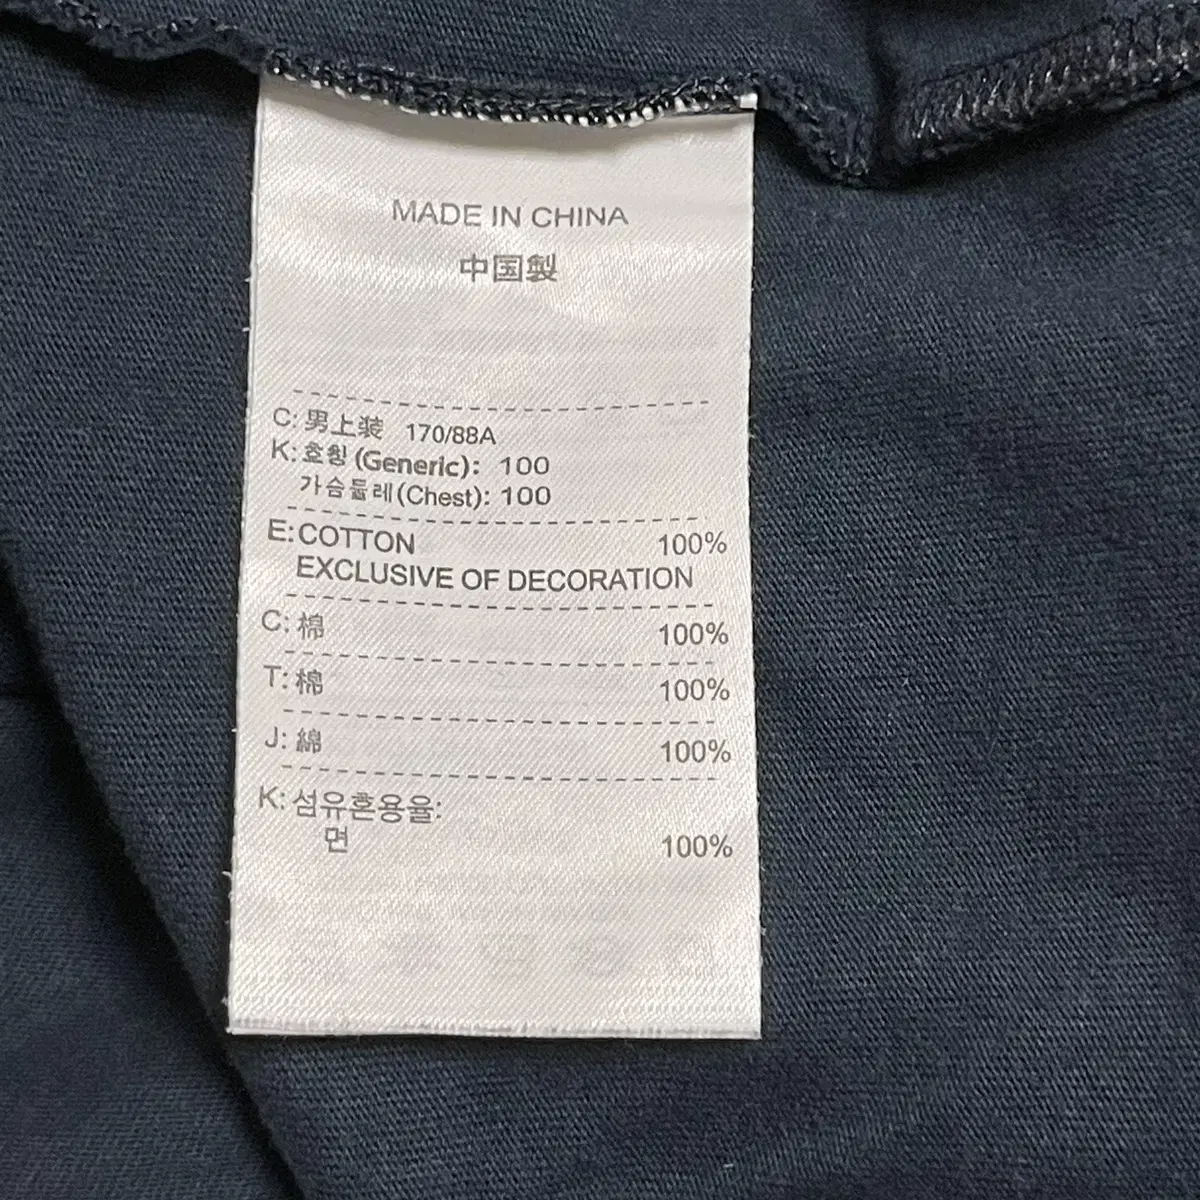 MADE IN CHINA
中国製
C: 男上装 170/88A
K: 호칭 (Generic): 100
가슴둘레(Chest): 100
E: COTTON 100%
EXCLUSIVE OF DECORATION
C: 棉 100%
T: 棉 100%
J: 綿 100%
K: 섬유혼용율:
면 100%